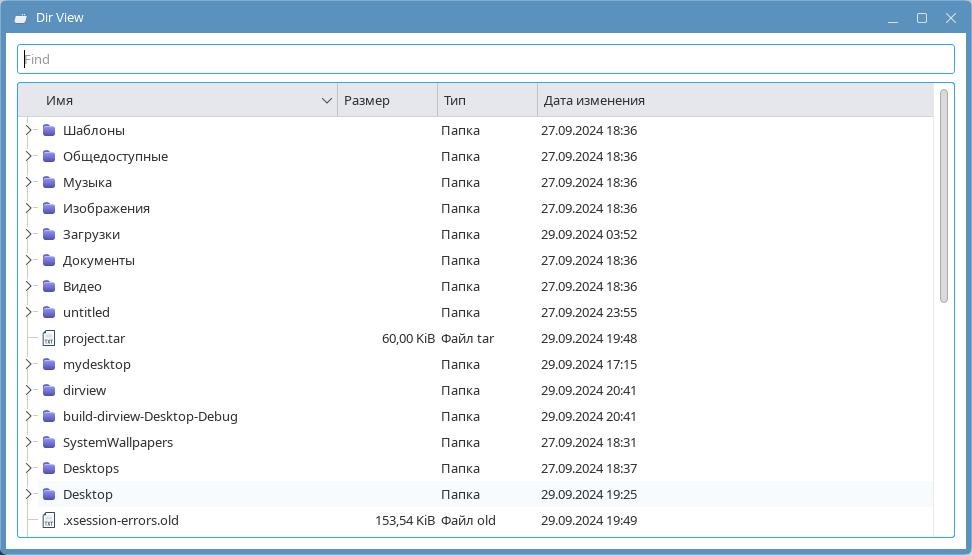 Dir View
Find
Имя Размер Тип Дата изменения
Шаблоны Папка 27.09.2024 18:36
Общедоступные Папка 27.09.2024 18:36
Музыка Папка 27.09.2024 18:36
Изображения Папка 27.09.2024 18:36
Загрузки Папка 29.09.2024 03:52
Документы Папка 27.09.2024 18:36
Видео Папка 27.09.2024 18:36
untitled Папка 27.09.2024 23:55
project.tar 60,00 KiB Файл tar 29.09.2024 19:48
mydesktop Папка 29.09.2024 17:15
dirview Папка 29.09.2024 20:41
build-dirview-Desktop-Debug Папка 29.09.2024 20:41
SystemWallpapers Папка 27.09.2024 18:31
Desktops Папка 27.09.2024 18:37
Desktop Папка 29.09.2024 19:25
.xsession-errors.old 153,54 KiB Файл old 29.09.2024 19:49